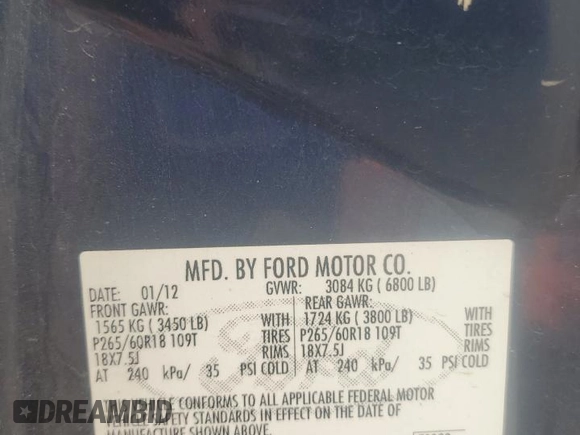 MFD. BY FORD MOTOR CO.
DATE: 01/12 GVWR: 3084 KG ( 6800 LB)
FRONT GAWR: REAR GAWR:
1565 KG ( 3450 LB) WITH 1724 KG ( 3800 LB) WITH
P265/60R18 109T TIRES P265/60R18 109T TIRES
18X7.5J RIMS 18X7.5J RIMS
AT 240 kPa/ 35 PSI COLD AT 240 kPa/ 35 PSI COLD
Ford
VEHICLE CONFORMS TO ALL APPLICABLE FEDERAL MOTOR
VEHICLE SAFETY STANDARDS IN EFFECT ON THE DATE OF
MANUFACTURE SHOWN ABOVE.
DREAMBID